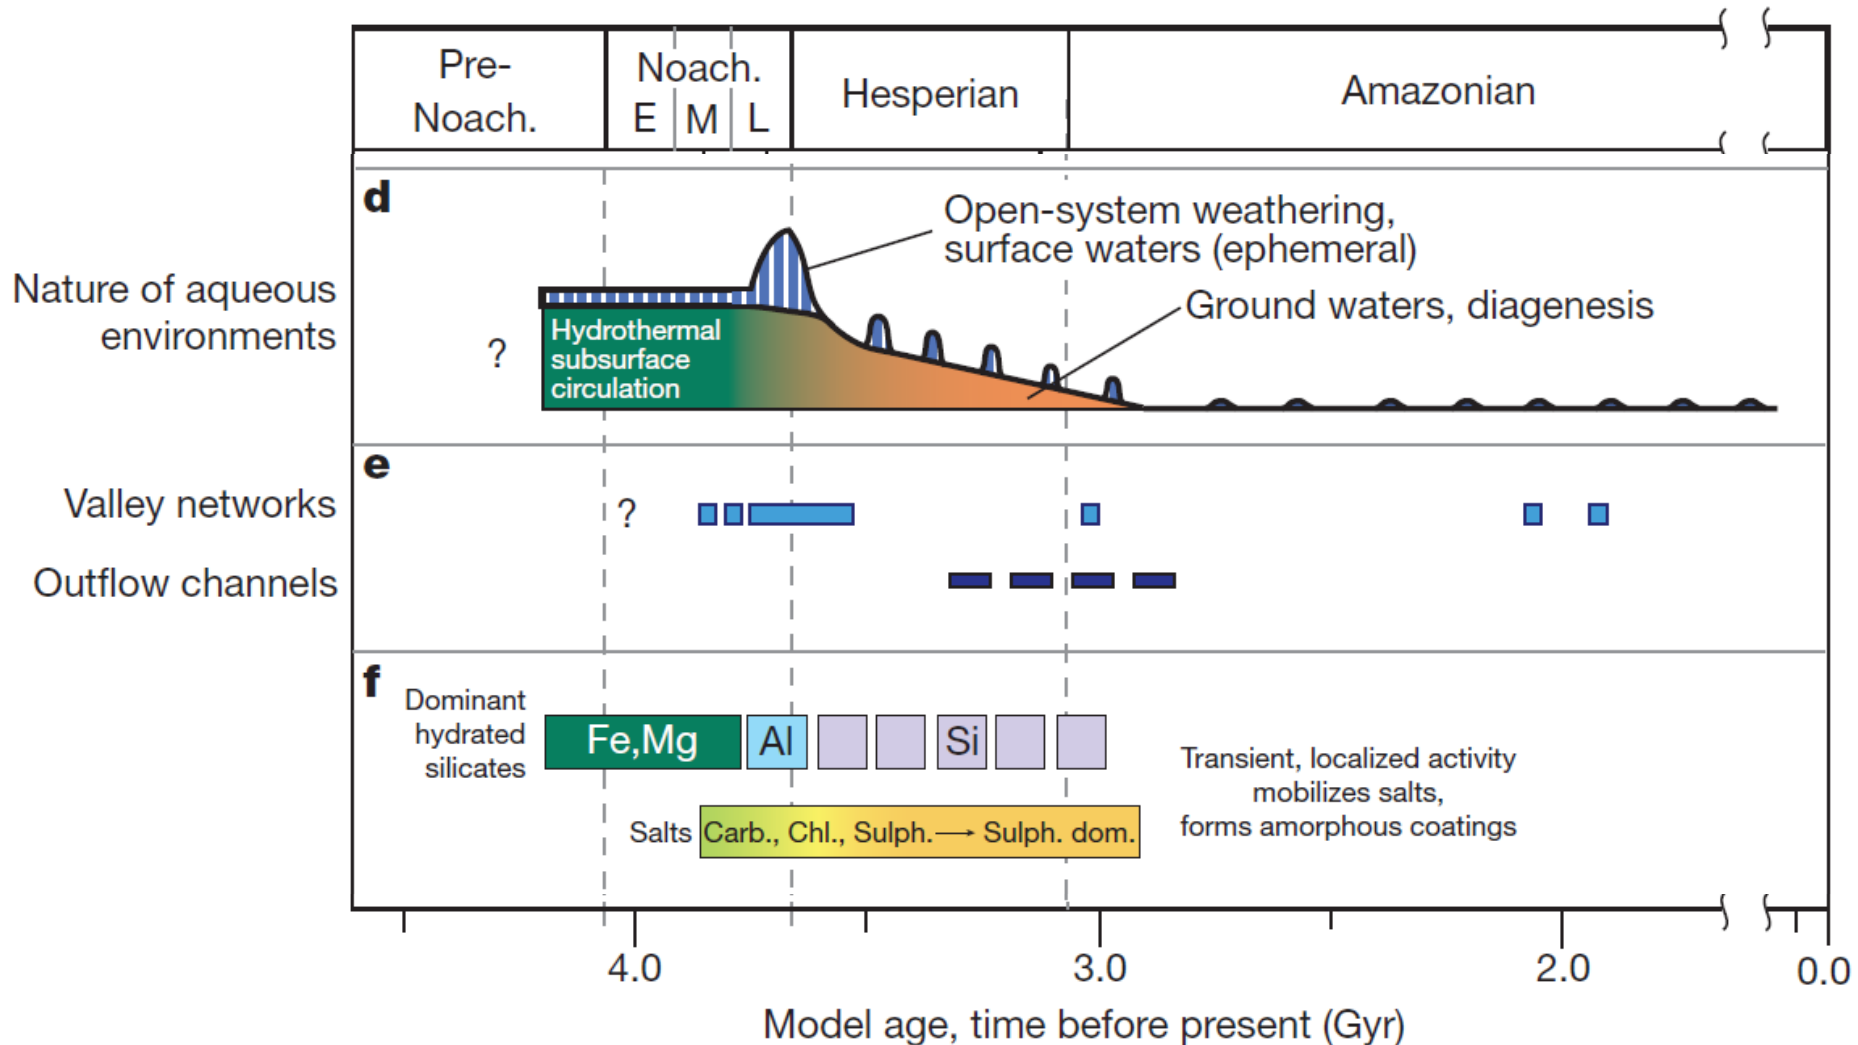 Pre-
Noach.
Noach.
E M L
Hesperian
Amazonian
d
Nature of aqueous
environments
?
Hydrothermal
subsurface
circulation
Open-system weathering,
surface waters (ephemeral)
Ground waters, diagenesis
e
Valley networks
?
Outflow channels
f
Dominant
hydrated
silicates
Fe,Mg
Al
Si
Salts
Carb., Chl., Sulph.→ Sulph. dom.
Transient, localized activity
mobilizes salts,
forms amorphous coatings
4.0 3.0 2.0 0.0
Model age, time before present (Gyr)